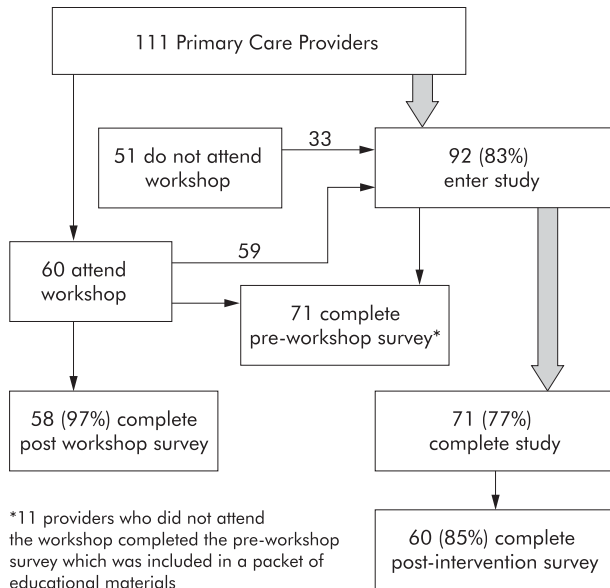 111 Primary Care Providers
33
51 do not attend
workshop
92 (83%)
enter study
59
60 attend
workshop
71 complete
pre-workshop survey*
58 (97%) complete
post workshop survey
71 (77%)
complete study
*11 providers who did not attend
the workshop completed the pre-workshop
survey which was included in a packet of
educational materials
60 (85%) complete
post-intervention survey